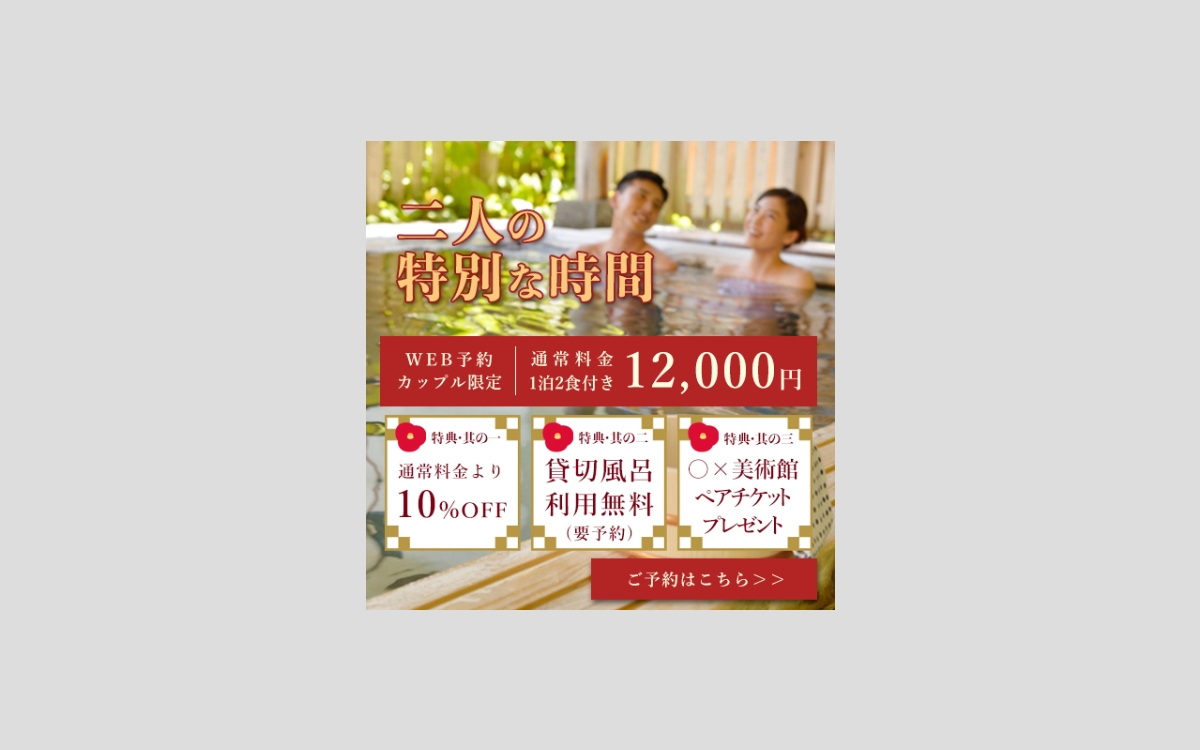 二人の
特別な時間
WEB予約
カップル限定
通常料金
1泊2食付き
12,000円
特典・其の一
通常料金より
10%OFF
特典・其の二
貸切風呂
利用無料
(要予約)
特典・其の三
〇×美術館
ペアチケット
プレゼント
ご予約はこちら>>